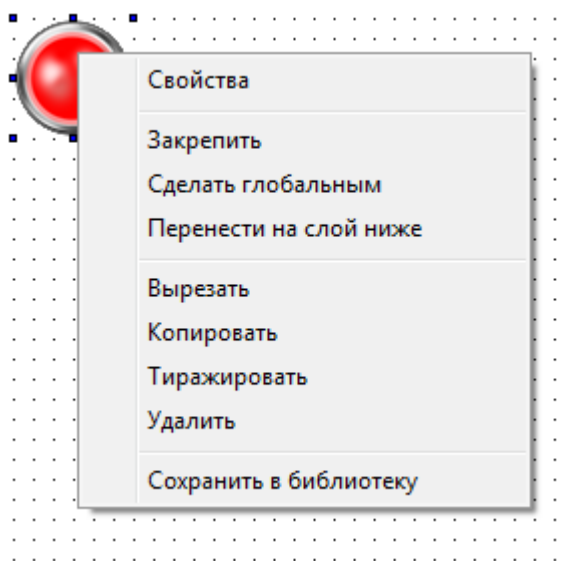 Свойства
Закрепить
Сделать глобальным
Перенести на слой ниже
Вырезать
Копировать
Тиражировать
Удалить
Сохранить в библиотеку